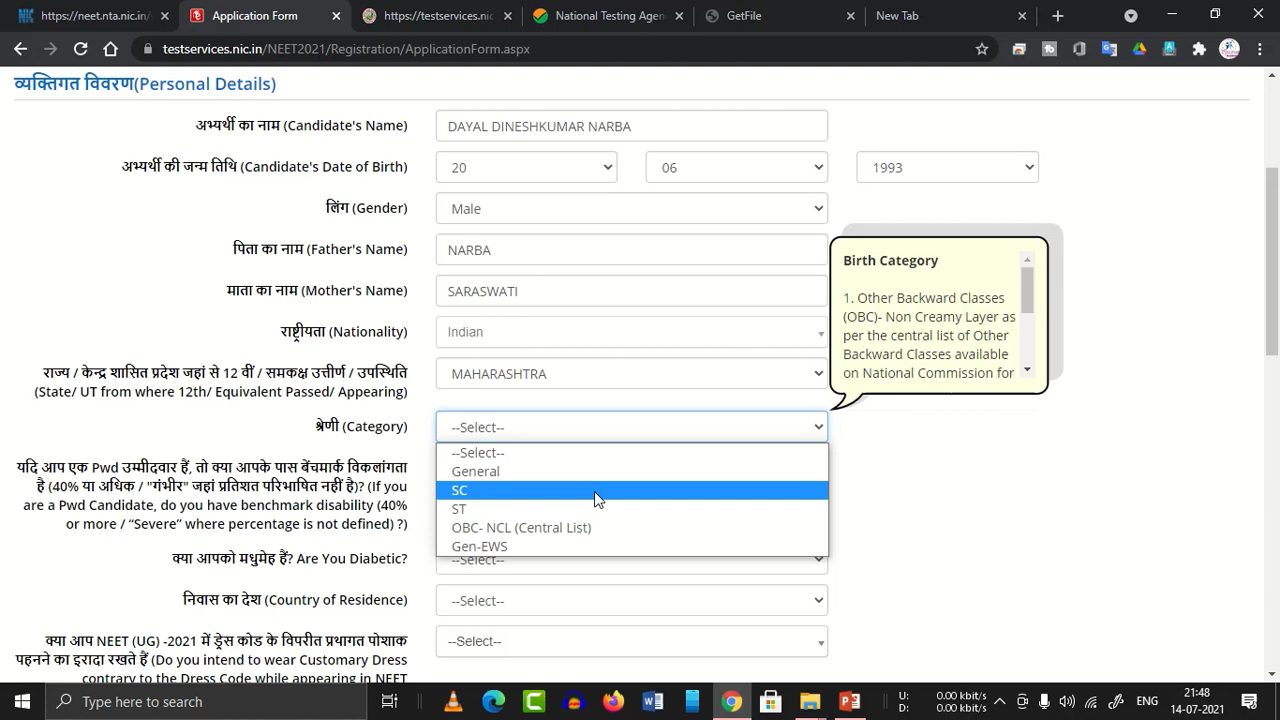 https://neet.nta.nic.in/
Application Form
https://testservices.nic
National Testing Agen
GetFile
New Tab
testservices.nic.in/NEET2021/Registration/ApplicationForm.aspx
व्यक्तिगत विवरण(Personal Details)
अभ्यर्थी का नाम (Candidate's Name)
DAYAL DINESHKUMAR NARBA
अभ्यर्थी की जन्म तिथि (Candidate's Date of Birth)
20
06
1993
लिंग (Gender)
Male
पिता का नाम (Father's Name)
NARBA
माता का नाम (Mother's Name)
SARASWATI
राष्ट्रीयता (Nationality)
Indian
राज्य / केन्द्र शासित प्रदेश जहां से 12 वीं / समकक्ष उत्तीर्ण / उपस्थिति
(State/ UT from where 12th/ Equivalent Passed/ Appearing)
MAHARASHTRA
Birth Category
1. Other Backward Classes
(OBC)- Non Creamy Layer as
per the central list of Other
Backward Classes available
on National Commission for
श्रेणी (Category)
--Select--
--Select--
General
SC
ST
OBC- NCL (Central List)
Gen-EWS
यदि आप एक Pwd उम्मीदवार हैं, तो क्या आपके पास बेंचमार्क विकलांगता
है (40% या अधिक / "गंभीर" जहां प्रतिशत परिभाषित नहीं है)? (If you
are a Pwd Candidate, do you have benchmark disability (40%
or more / “Severe” where percentage is not defined) ?)
क्या आपको मधुमेह हैं? Are You Diabetic?
--Select--
निवास का देश (Country of Residence)
--Select--
क्या आप NEET (UG) -2021 में ड्रेस कोड के विपरीत प्रथागत पोशाक
पहनने का इरादा रखते हैं (Do you intend to wear Customary Dress
contrary to the Dress Code while appearing in NEET
--Select--
Type here to search
U:
D:
0.00 kbit/s
0.00 kbit/s
ENG
21:48
14-07-2021